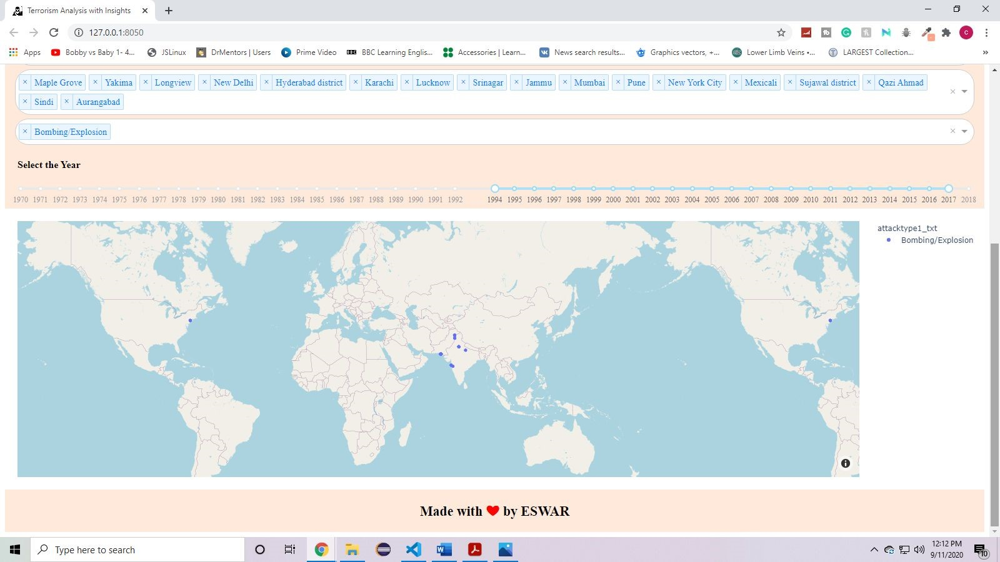 Terrorism Analysis with Insights
127.0.0.1:8050
Apps Bobby vs Baby 1- 4... JSLinux DrMentors | Users Prime Video BBC BBC Learning Englis... Accessories | Learn... News search results... Graphics vectors, +... Lower Limb Veins •... LARGEST Collection... »
× Maple Grove × Yakima × Longview × New Delhi × Hyderabad district × Karachi × Lucknow × Srinagar × Jammu × Mumbai × Pune × New York City × Mexicali × Sujawal district × Qazi Ahmad
× Sindi × Aurangabad
× Bombing/Explosion
Select the Year
1970 1971 1972 1973 1974 1975 1976 1977 1978 1979 1980 1981 1982 1983 1984 1985 1986 1987 1988 1989 1990 1991 1992 1994 1995 1996 1997 1998 1999 2000 2001 2002 2003 2004 2005 2006 2007 2008 2009 2010 2011 2012 2013 2014 2015 2016 2017 2018
attacktype1_txt
Bombing/Explosion
Made with ❤ by ESWAR
Type here to search
12:12 PM
9/11/2020
10